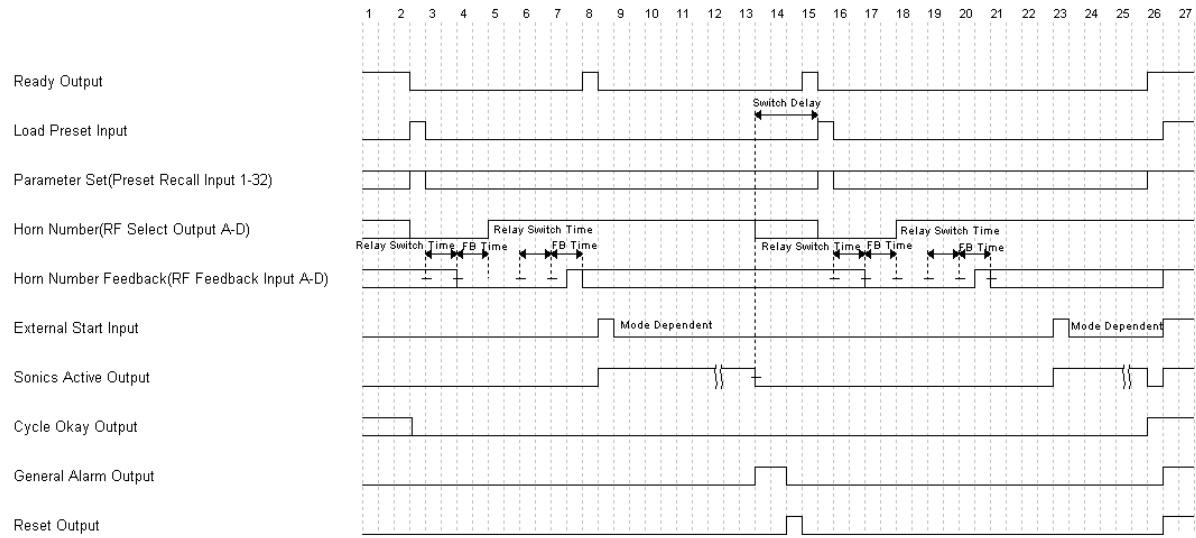 1 2 3 4 5 6 7 8 9 10 11 12 13 14 15 16 17 18 19 20 21 22 23 24 25 26 27
Ready Output
Switch Delay
Load Preset Input
Parameter Set(Preset Recall Input 1-32)
Horn Number(RF Select Output A-D)
Relay Switch Time
Relay Switch Time
Relay Switch Time
FB Time
FB Time
Relay Switch Time
FB Time
FB Time
Horn Number Feedback(RF Feedback Input A-D)
External Start Input
Mode Dependent
Mode Dependent
Sonics Active Output
Cycle Okay Output
General Alarm Output
Reset Output